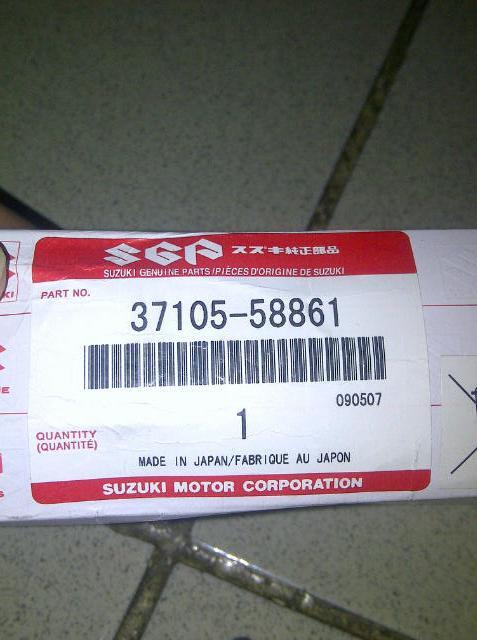 SGP スズキ純正部品
SUZUKI GENUINE PARTS/PIÈCES D'ORIGINE DE SUZUKI
PART NO.
37105-58861
090507
1
QUANTITY
(QUANTITÉ)
MADE IN JAPAN/FABRIQUE AU JAPON
SUZUKI MOTOR CORPORATION